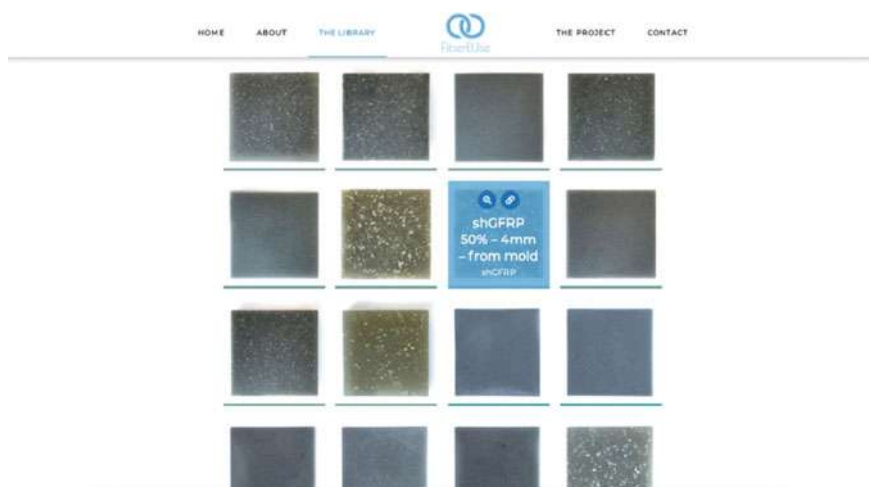 HOME ABOUT THE LIBRARY FiberEUse THE PROJECT CONTACT
shGFRP
50% – 4mm
– from mold
shGFRP